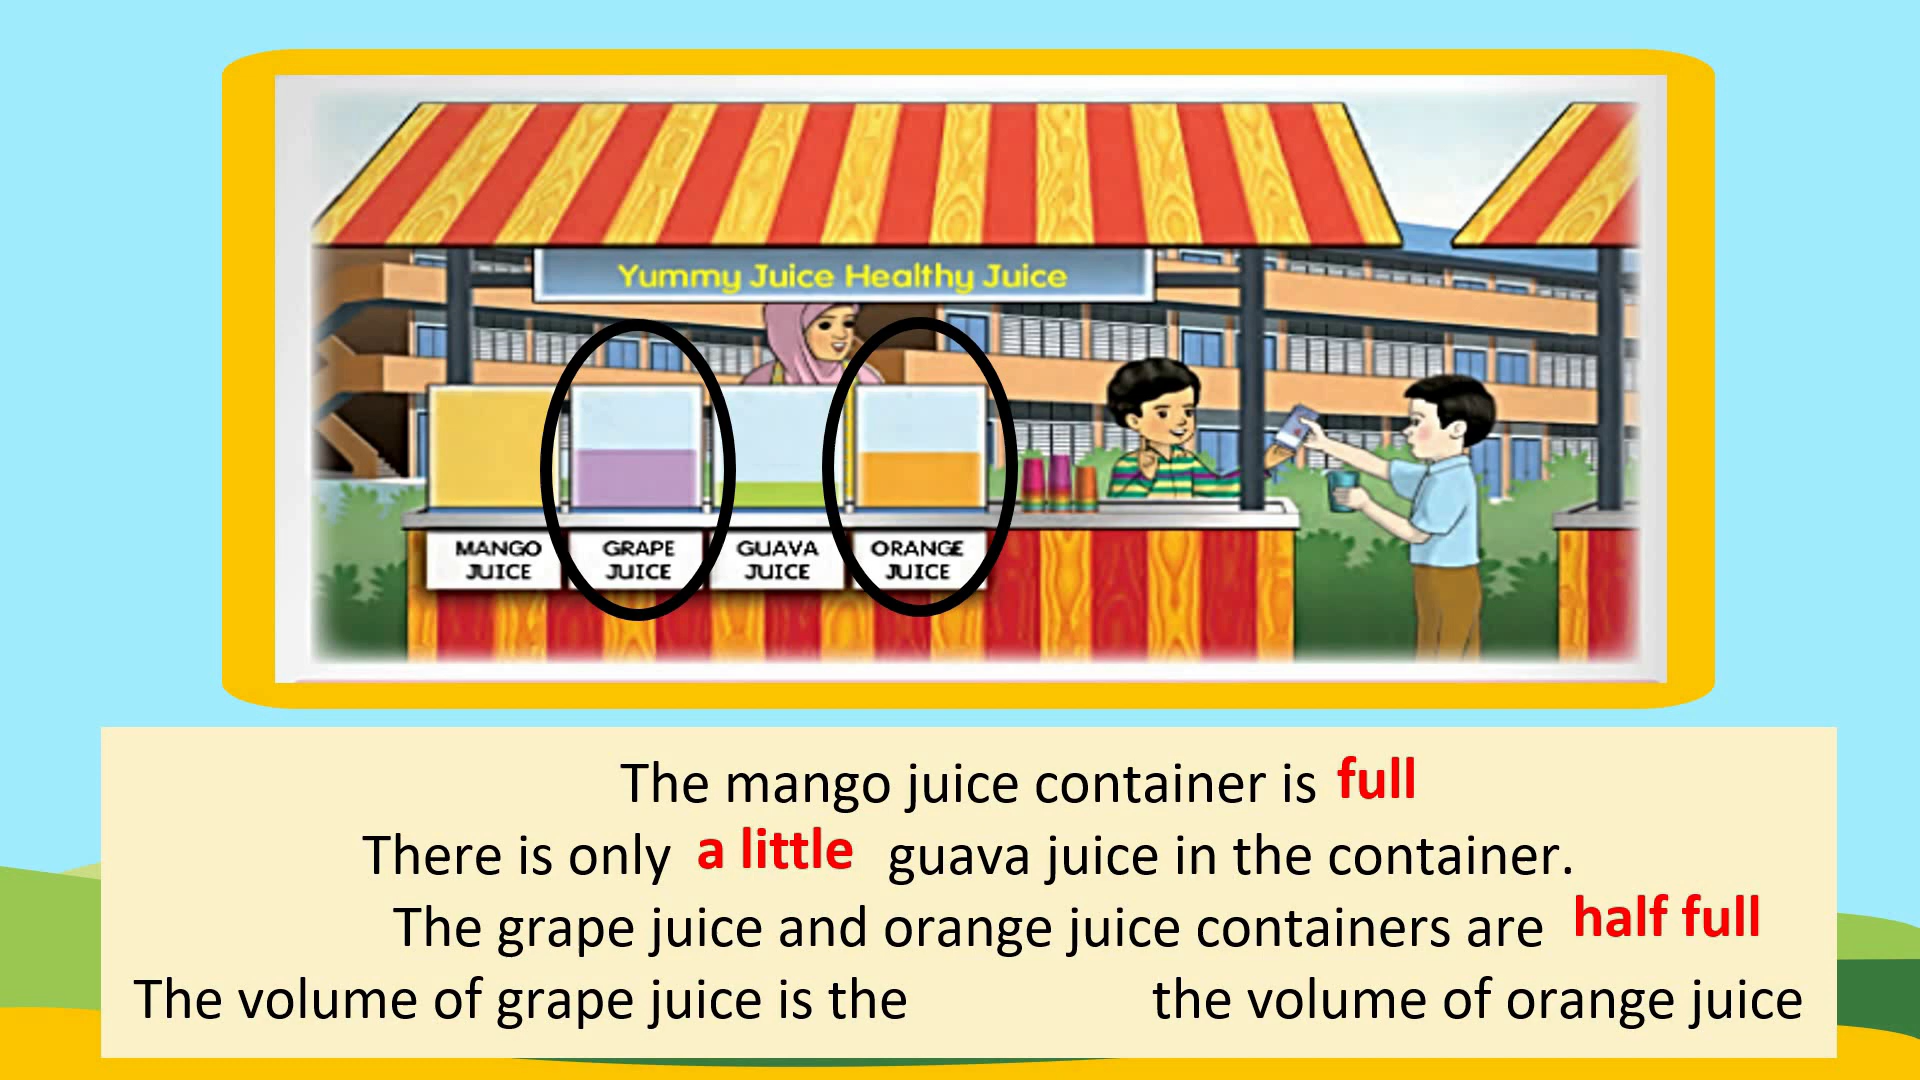 Yummy Juice Healthy Juice
MANGO JUICE
GRAPE JUICE
GUAVA JUICE
ORANGE JUICE
The mango juice container is full
There is only a little guava juice in the container.
The grape juice and orange juice containers are half full
The volume of grape juice is the the volume of orange juice